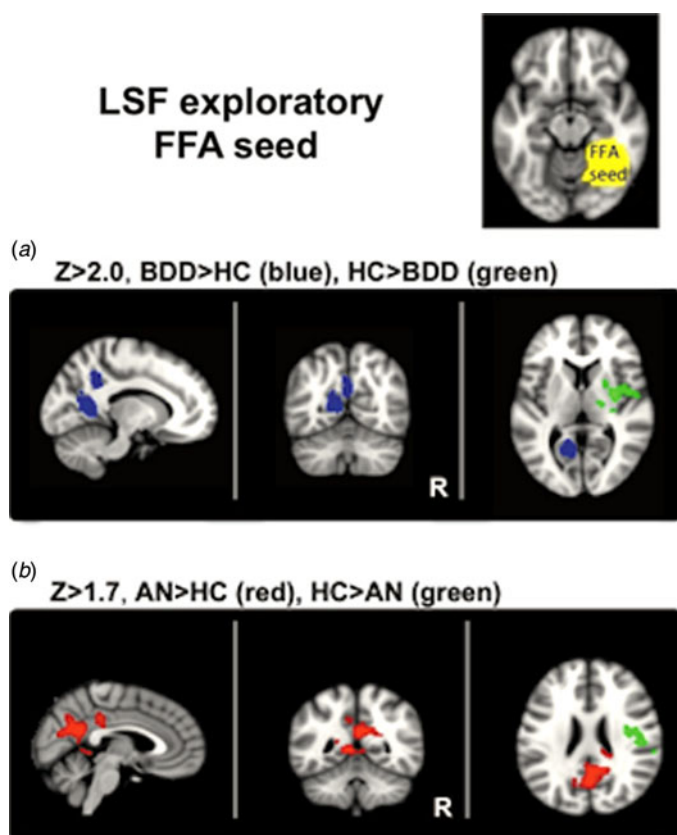 LSF exploratory
FFA seed
FFA
seed
(a)
Z>2.0, BDD>HC (blue), HC>BDD (green)
R
(b)
Z>1.7, AN>HC (red), HC>AN (green)
R